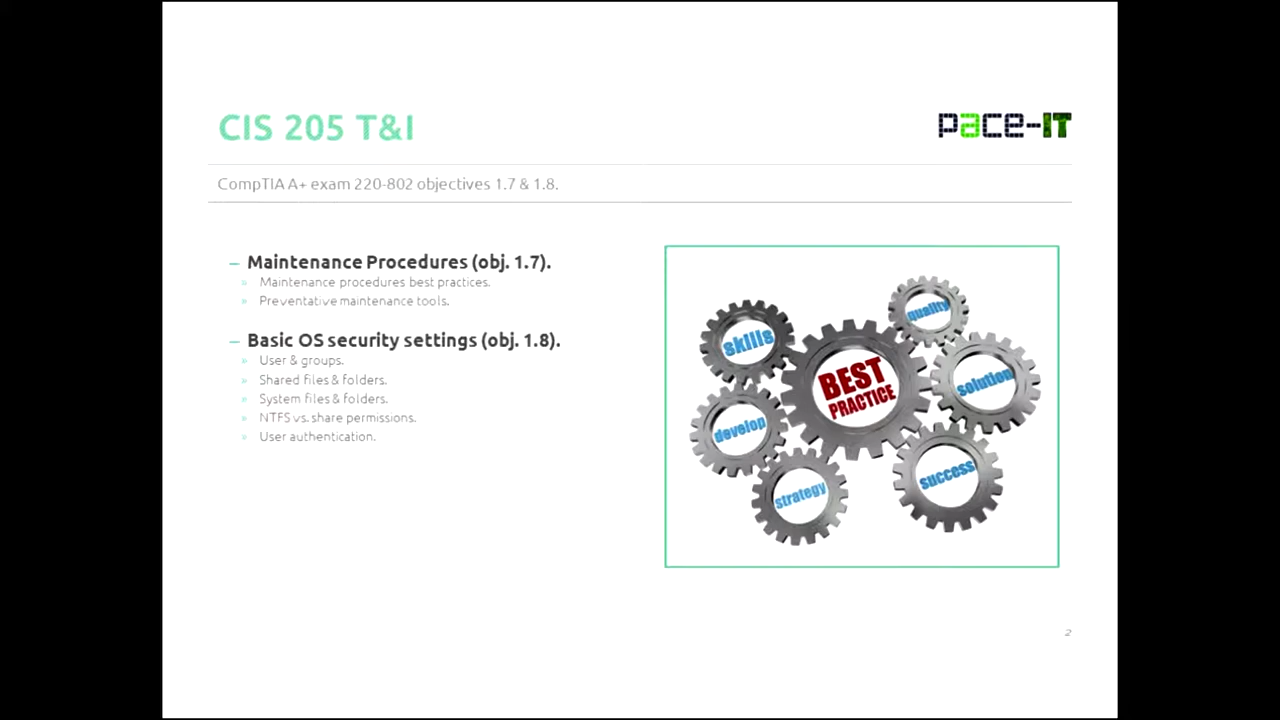 CIS 205 T&I
pace-IT
CompTIA A+ exam 220-802 objectives 1.7 & 1.8.
– Maintenance Procedures (obj. 1.7).
» Maintenance procedures best practices.
» Preventative maintenance tools.
– Basic OS security settings (obj. 1.8).
» User & groups.
» Shared files & folders.
» System files & folders.
» NTFS vs. share permissions.
» User authentication.
quality
skills
BEST
PRACTICE
solution
develop
success
strategy
2